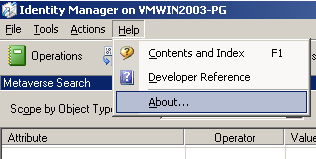 Identity Manager on VMWIN2003-PG
File Tools Actions Help
Operations
Contents and Index F1
Developer Reference
About...
Metaverse Search
Scope by Object Typ
Attribute Operator Value